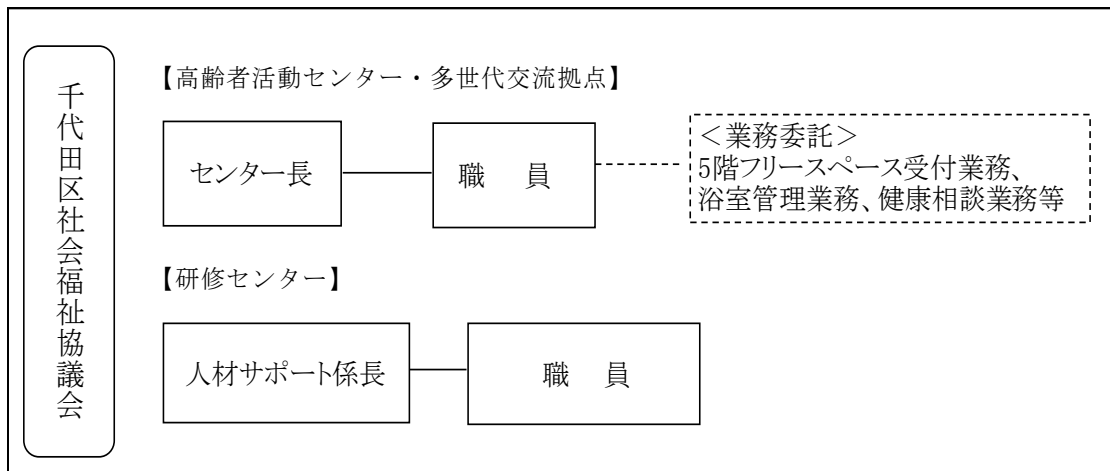 千代田区社会福祉協議会
【高齢者活動センター・多世代交流拠点】
センター長
職　員
＜業務委託＞
5階フリースペース受付業務、
浴室管理業務、健康相談業務等
【研修センター】
人材サポート係長
職　員